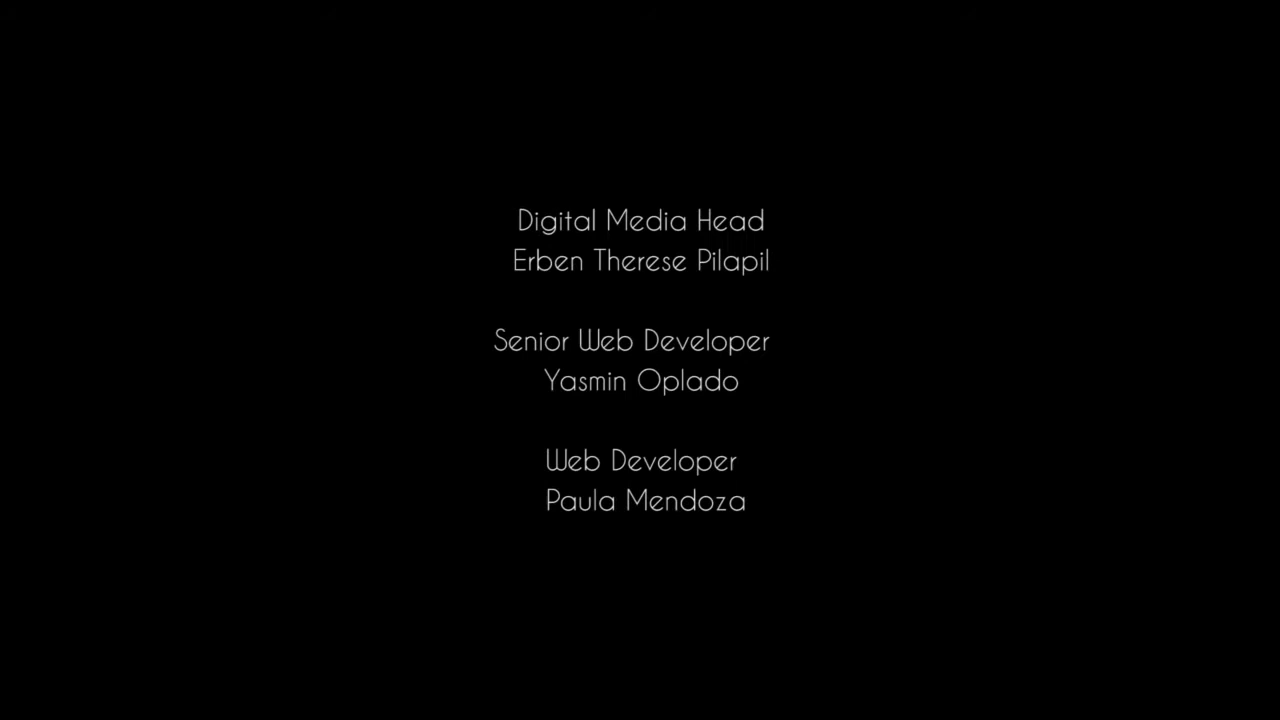 Digital Media Head
Erben Therese Pilapil
Senior Web Developer
Yasmin Oplado
Web Developer
Paula Mendoza